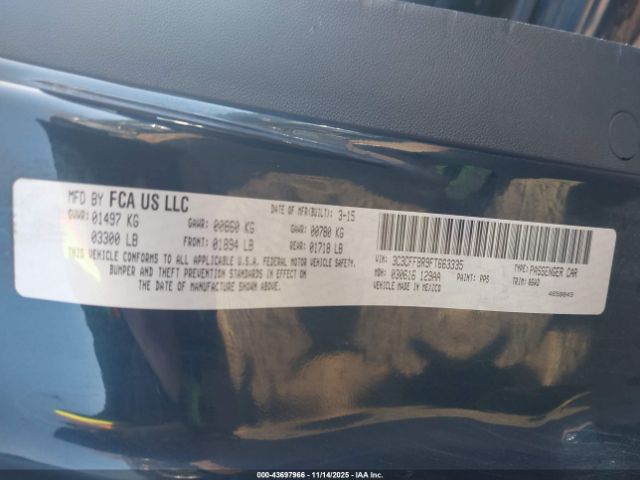 MFD BY FCA US LLC
DATE OF MFR(BUILT): 3-15
GVWR: 01497 KG GAWR: 00860 KG GAWR: 00780 KG
03300 LB FRONT: 01894 LB REAR: 01718 LB
THIS VEHICLE CONFORMS TO ALL APPLICABLE U.S.A. FEDERAL MOTOR VEHICLE SAFETY,
BUMPER AND THEFT PREVENTION STANDARDS IN EFFECT ON THE
DATE OF MANUFACTURE SHOWN ABOVE.
VIN: 3C3CFFBR9FT663335 TYPE: PASSENGER CAR
MDH: 030616 129AA PAINT: PPS TRIM: A6A0
VEHICLE MADE IN MEXICO
000-43697966 | 11/14/2025 | IAA, Inc.